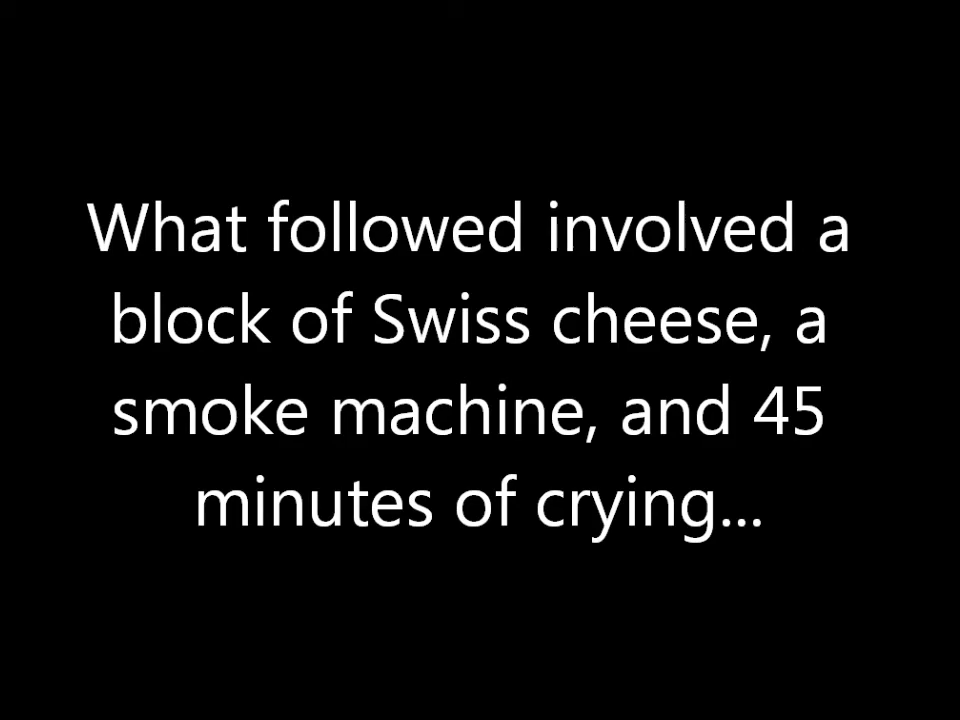 What followed involved a
block of Swiss cheese, a
smoke machine, and 45
minutes of crying...